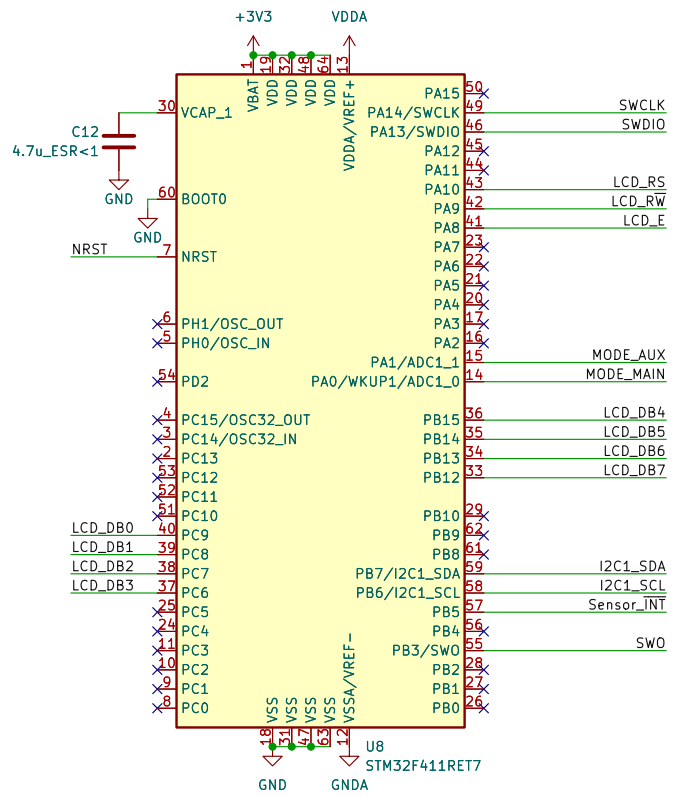 +3V3 VDDA
1 19 32 48 64 13
VBAT VDD VDD VDD VDD VDDA/VREF+
30 VCAP_1
C12
4.7u_ESR<1
GND
60 BOOT0
GND
NRST 7 NRST
6 PH1/OSC_OUT
5 PH0/OSC_IN
54 PD2
4 PC15/OSC32_OUT
3 PC14/OSC32_IN
2 PC13
53 PC12
52 PC11
51 PC10
LCD_DB0 40 PC9
LCD_DB1 39 PC8
LCD_DB2 38 PC7
LCD_DB3 37 PC6
25 PC5
24 PC4
11 PC3
10 PC2
9 PC1
8 PC0
PA15 50
PA14/SWCLK 49 SWCLK
PA13/SWDIO 46 SWDIO
PA12 45
PA11 44
PA10 43 LCD_RS
PA9 42 LCD_RW̅
PA8 41 LCD_E
PA7 23
PA6 22
PA5 21
PA4 20
PA3 17
PA2 16
PA1/ADC1_1 15 MODE_AUX
PA0/WKUP1/ADC1_0 14 MODE_MAIN
PB15 36 LCD_DB4
PB14 35 LCD_DB5
PB13 34 LCD_DB6
PB12 33 LCD_DB7
PB10 29
PB9 62
PB8 61
PB7/I2C1_SDA 59 I2C1_SDA
PB6/I2C1_SCL 58 I2C1_SCL
PB5 57 Sensor_I̅N̅T̅
PB4 56
PB3/SWO 55 SWO
PB2 28
PB1 27
PB0 26
VSS VSS VSS VSS VSSA/VREF-
18 31 47 63 12
U8
STM32F411RET7
GND GNDA